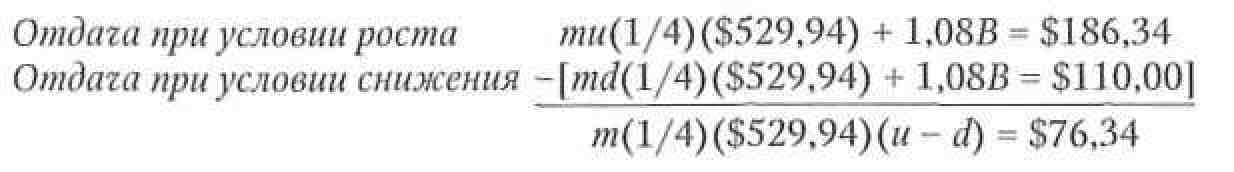 Отдача при условии роста mu(1/4)($529,94) + 1,08B = $186,34
Отдача при условии снижения –[md(1/4)($529,94) + 1,08B = $110,00]
m(1/4)($529,94)(u – d) = $76,34